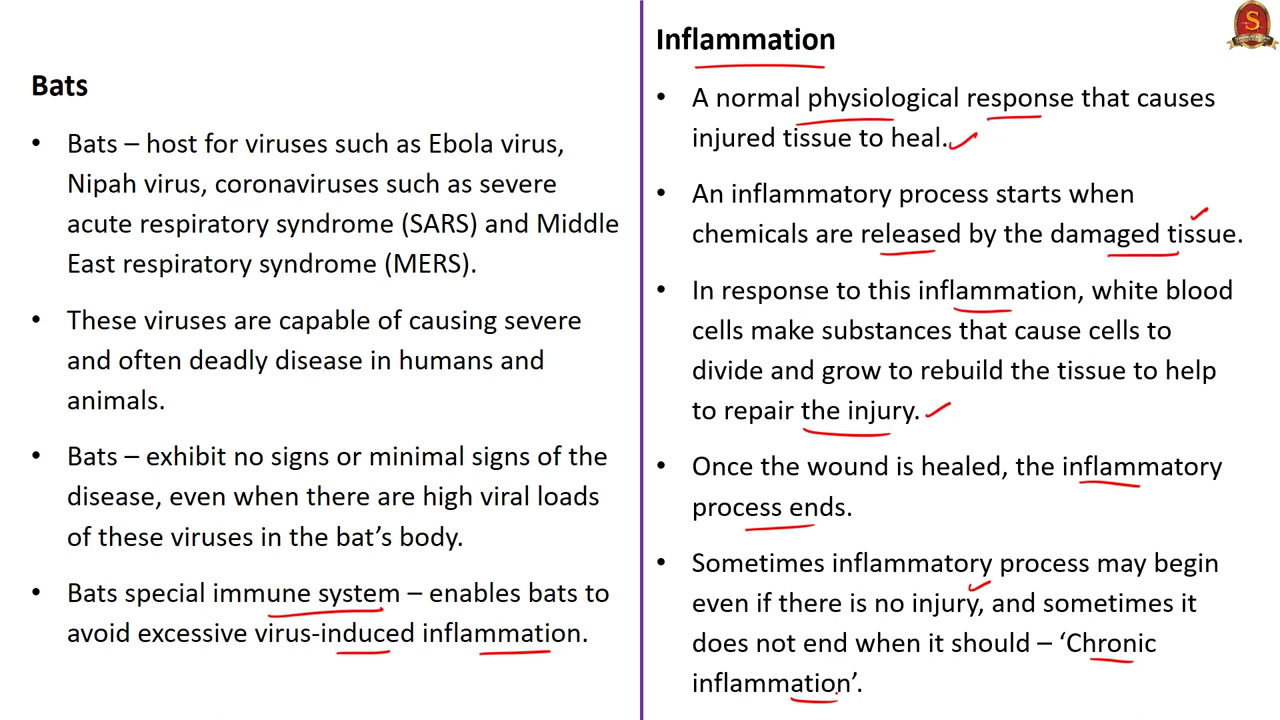 Bats
• Bats – host for viruses such as Ebola virus,
Nipah virus, coronaviruses such as severe
acute respiratory syndrome (SARS) and Middle
East respiratory syndrome (MERS).
• These viruses are capable of causing severe
and often deadly disease in humans and
animals.
• Bats – exhibit no signs or minimal signs of the
disease, even when there are high viral loads
of these viruses in the bat’s body.
• Bats special immune system – enables bats to
avoid excessive virus-induced inflammation.
Inflammation
• A normal physiological response that causes
injured tissue to heal.
• An inflammatory process starts when
chemicals are released by the damaged tissue.
• In response to this inflammation, white blood
cells make substances that cause cells to
divide and grow to rebuild the tissue to help
to repair the injury.
• Once the wound is healed, the inflammatory
process ends.
• Sometimes inflammatory process may begin
even if there is no injury, and sometimes it
does not end when it should – ‘Chronic
inflammation’.
S